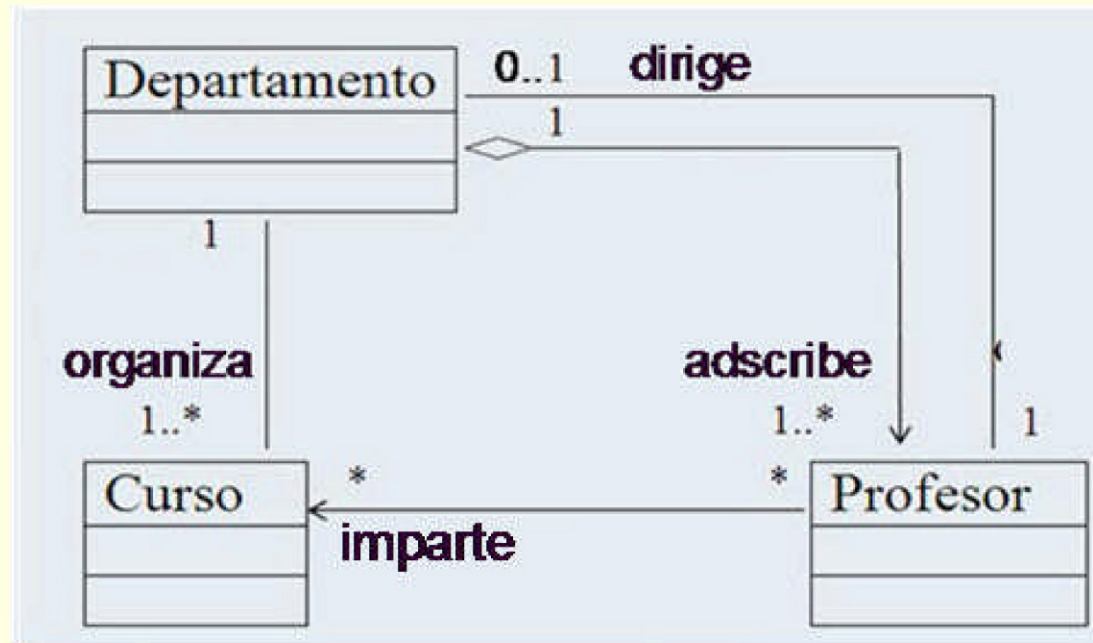 Departamento
0..1 dirige
1
1
organiza
1..*
adscribe
1..*
1
Curso
*
*
imparte
Profesor